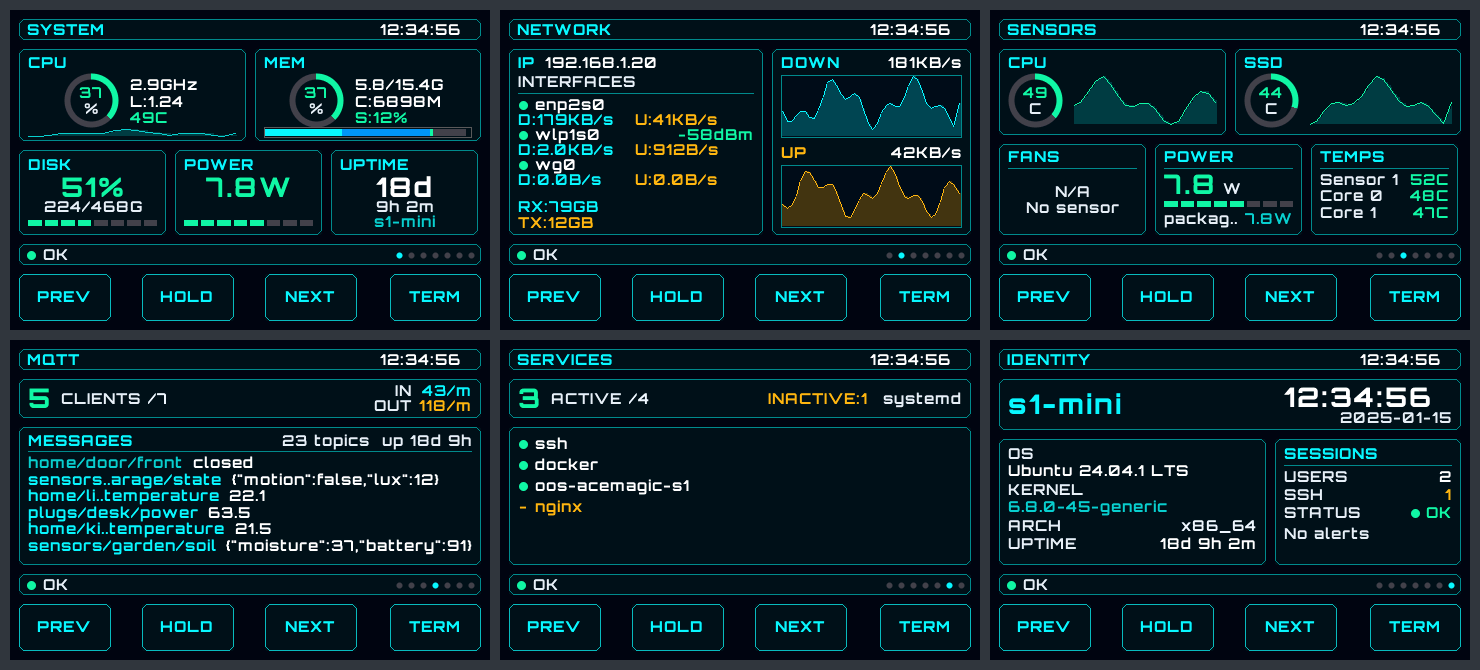 SYSTEM 12:34:56
CPU
37
%
2.9GHz
L:1.24
49C
MEM
37
%
5.8/15.4G
C:6898M
S:12%
DISK
51%
224/468G
POWER
7.8W
UPTIME
18d
9h 2m
s1-mini
OK
PREV HOLD NEXT TERM
NETWORK 12:34:56
IP 192.168.1.20
INTERFACES
enp2s0
D:179KB/s U:41KB/s
wlp1s0 -58dBm
D:2.0KB/s U:912B/s
wg0
D:0.0B/s U:0.0B/s
RX:79GB
TX:12GB
DOWN 181KB/s
UP 42KB/s
OK
PREV HOLD NEXT TERM
SENSORS 12:34:56
CPU
49
C
SSD
44
C
FANS
N/A
No sensor
POWER
7.8 W
packag.. 7.8W
TEMPS
Sensor 1 52C
Core 0 48C
Core 1 47C
OK
PREV HOLD NEXT TERM
MQTT 12:34:56
5 CLIENTS /7
IN 43/m
OUT 118/m
MESSAGES 23 topics up 18d 9h
home/door/front closed
sensors..arage/state {"motion":false,"lux":12}
home/li..temperature 22.1
plugs/desk/power 63.5
home/ki..temperature 21.5
sensors/garden/soil {"moisture":37,"battery":91}
OK
PREV HOLD NEXT TERM
SERVICES 12:34:56
3 ACTIVE /4 INACTIVE:1 systemd
ssh
docker
oos-acemagic-s1
- nginx
OK
PREV HOLD NEXT TERM
IDENTITY 12:34:56
s1-mini
12:34:56
2025-01-15
OS
Ubuntu 24.04.1 LTS
KERNEL
6.8.0-45-generic
ARCH x86_64
UPTIME 18d 9h 2m
SESSIONS
USERS 2
SSH 1
STATUS OK
No alerts
OK
PREV HOLD NEXT TERM